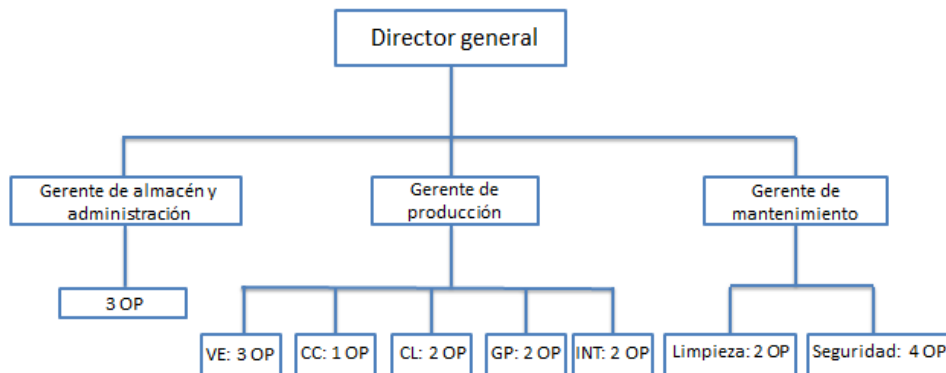 Director general
Gerente de almacén y
administración
Gerente de
producción
Gerente de
mantenimiento
3 OP
VE: 3 OP
CC: 1 OP
CL: 2 OP
GP: 2 OP
INT: 2 OP
Limpieza: 2 OP
Seguridad: 4 OP